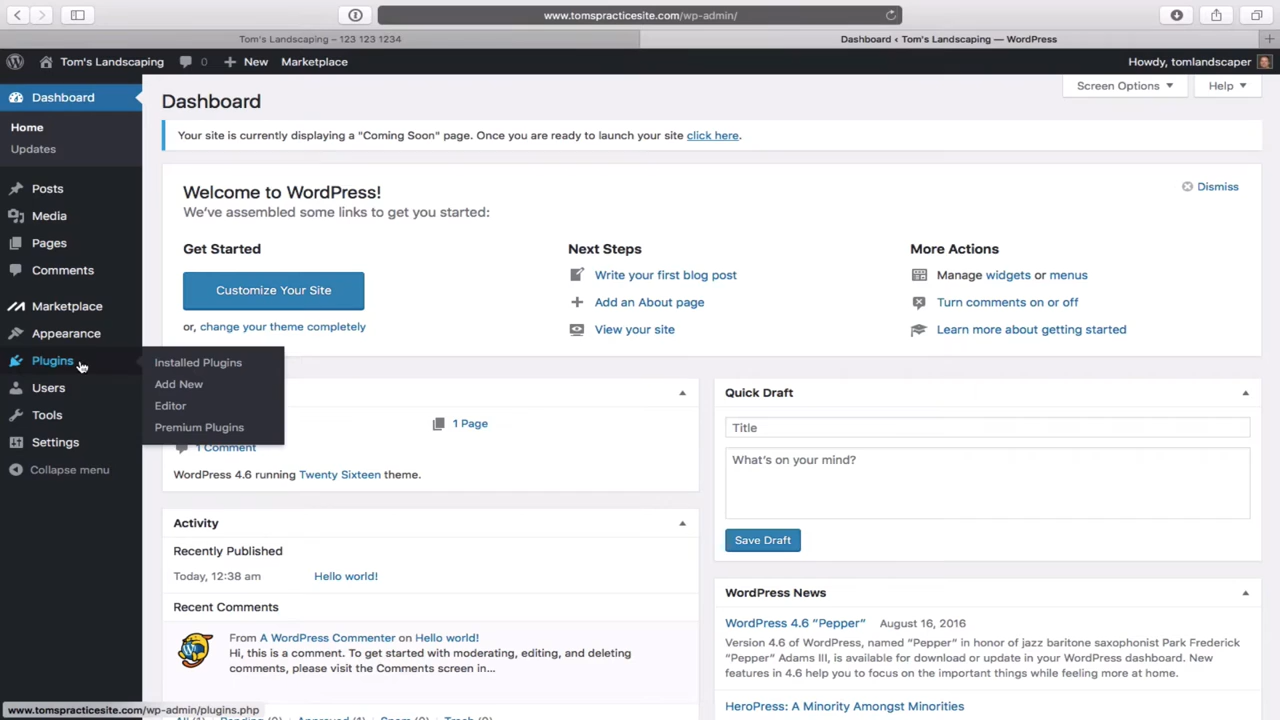 www.tomspracticesite.com/wp-admin/
Tom's Landscaping – 123 123 1234
Dashboard ‹ Tom's Landscaping — WordPress
Tom's Landscaping 0 New Marketplace
Howdy, tomlandscaper
Dashboard
Home
Updates
Posts
Media
Pages
Comments
Marketplace
Appearance
Plugins
Users
Tools
Settings
Collapse menu
Installed Plugins
Add New
Editor
Premium Plugins
Screen Options
Help
Dashboard
Your site is currently displaying a "Coming Soon" page. Once you are ready to launch your site click here.
Welcome to WordPress!
We've assembled some links to get you started:
Dismiss
Get Started
Customize Your Site
or, change your theme completely
Next Steps
Write your first blog post
Add an About page
View your site
More Actions
Manage widgets or menus
Turn comments on or off
Learn more about getting started
1 Page
1 Comment
WordPress 4.6 running Twenty Sixteen theme.
Activity
Recently Published
Today, 12:38 am Hello world!
Recent Comments
From A WordPress Commenter on Hello world!
Hi, this is a comment. To get started with moderating, editing, and deleting
comments, please visit the Comments screen in...
Quick Draft
Title
What's on your mind?
Save Draft
WordPress News
WordPress 4.6 "Pepper" August 16, 2016
Version 4.6 of WordPress, named "Pepper" in honor of jazz baritone saxophonist Park Frederick
"Pepper" Adams III, is available for download or update in your WordPress dashboard. New
features in 4.6 help you to focus on the important things while feeling more at home.
HeroPress: A Minority Amongst Minorities
www.tomspracticesite.com/wp-admin/plugins.php